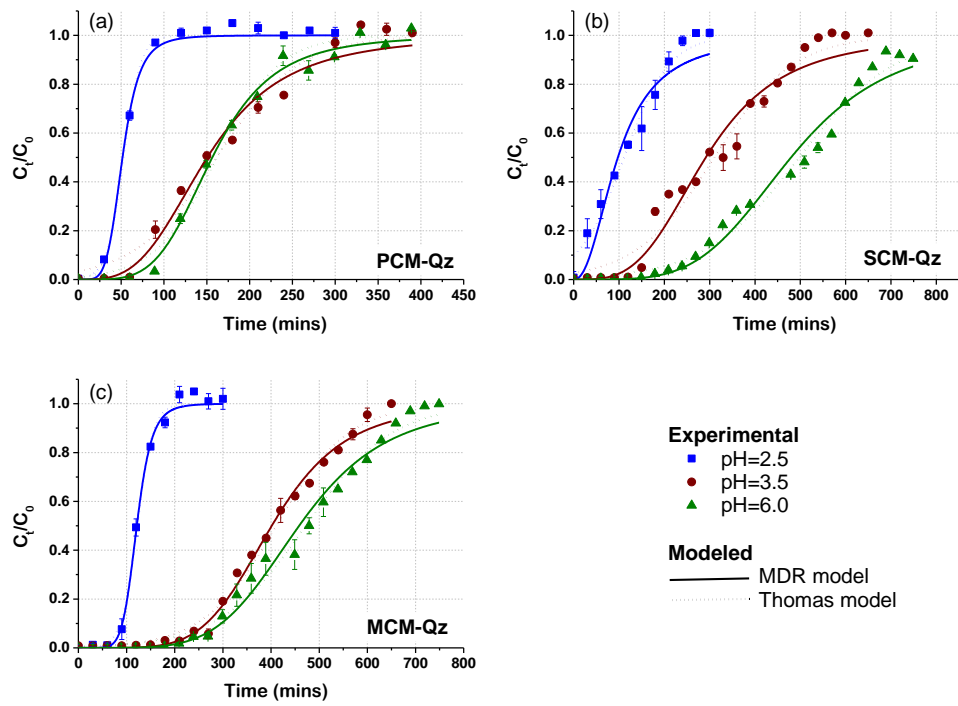 (a)
C_t/C_0
1.0
0.8
0.6
0.4
0.2
0.0
PCM-Qz
0 50 100 150 200 250 300 350 400 450
Time (mins)
(b)
C_t/C_0
1.0
0.8
0.6
0.4
0.2
0.0
SCM-Qz
0 100 200 300 400 500 600 700 800
Time (mins)
(c)
C_t/C_0
1.0
0.8
0.6
0.4
0.2
0.0
MCM-Qz
0 100 200 300 400 500 600 700 800
Time (mins)
Experimental
pH=2.5
pH=3.5
pH=6.0
Modeled
MDR model
Thomas model